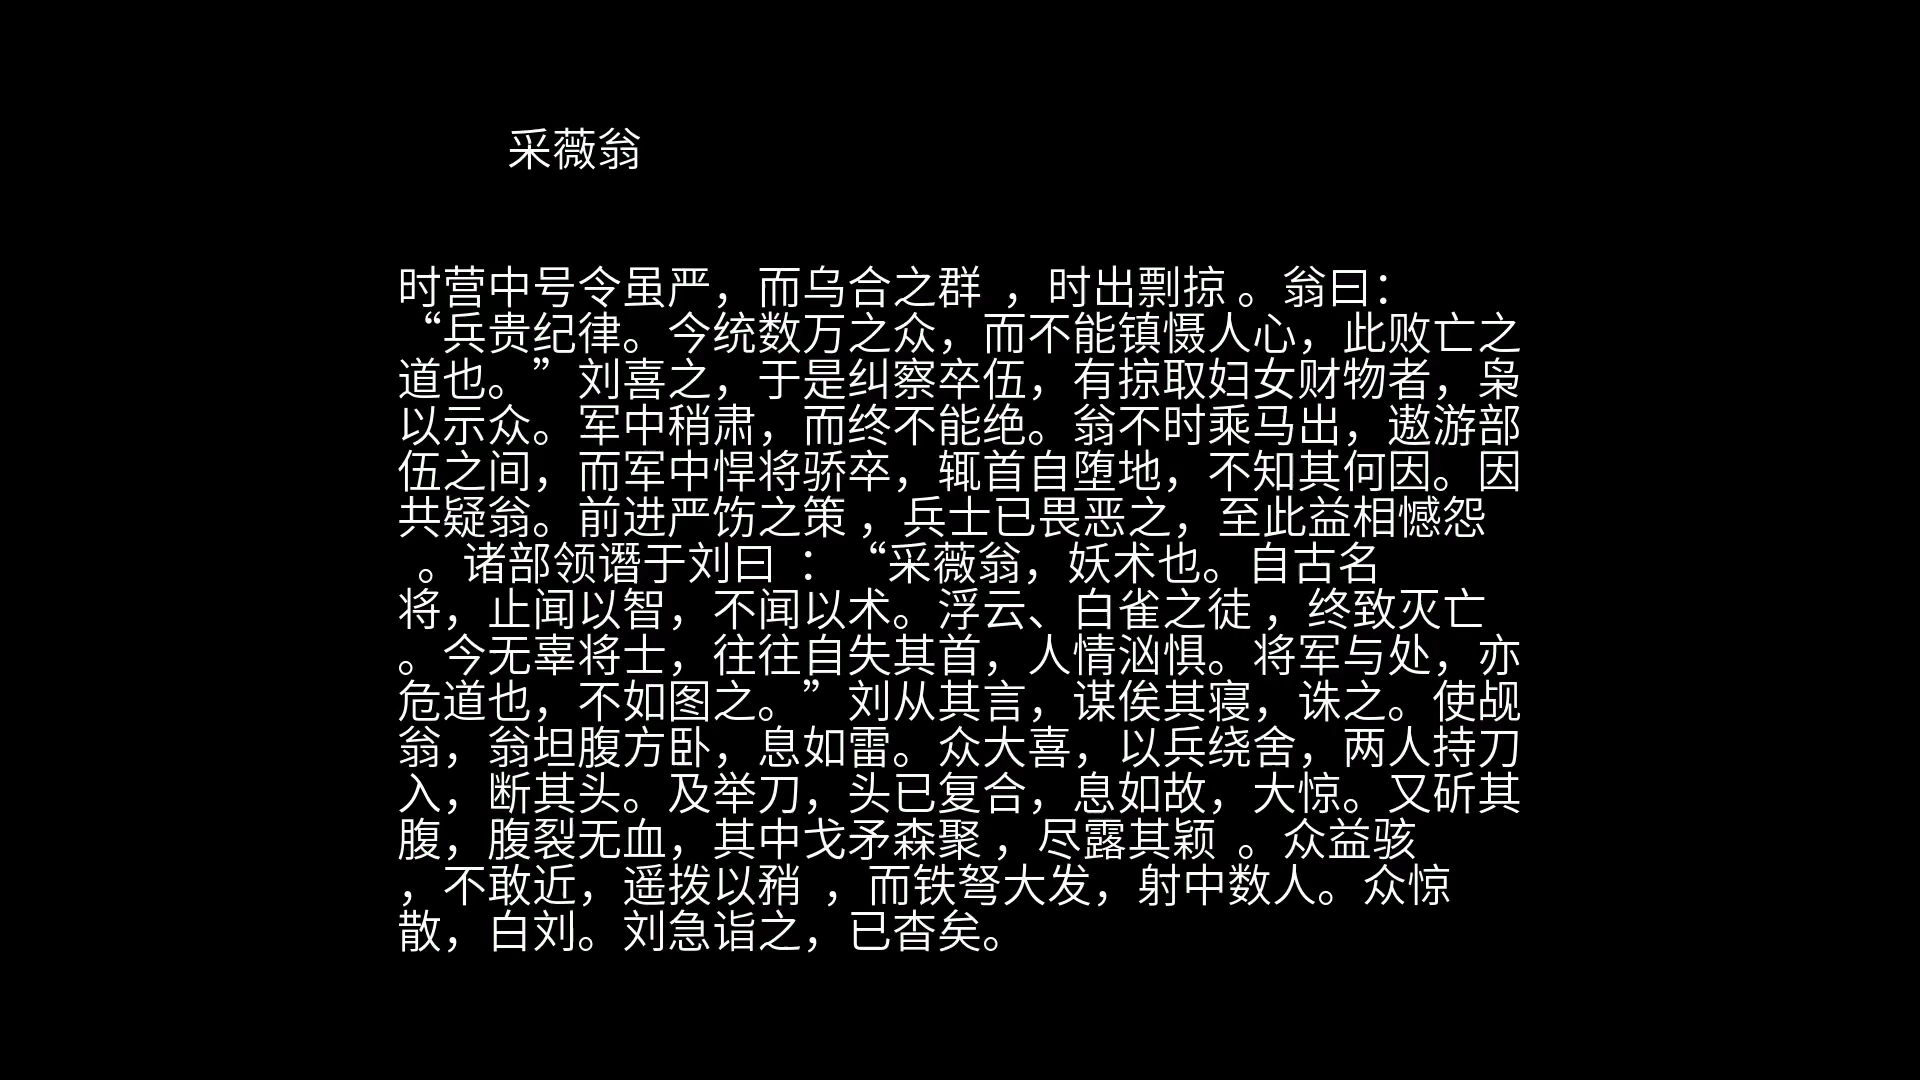 采薇翁
时营中号令虽严，而乌合之群 ，时出剽掠 。翁曰：
“兵贵纪律。今统数万之众，而不能镇慑人心，此败亡之
道也。” 刘喜之，于是纠察卒伍，有掠取妇女财物者，枭
以示众。军中稍肃，而终不能绝。翁不时乘马出，遨游部
伍之间，而军中悍将骄卒，辄首自堕地，不知其何因。因
共疑翁。前进严饬之策 ，兵士已畏恶之，至此益相憾怨
。诸部领谮于刘曰 ：“采薇翁，妖术也。自古名
将，止闻以智，不闻以术。浮云、白雀之徒 ，终致灭亡
。今无辜将士，往往自失其首，人情汹惧。将军与处，亦
危道也，不如图之。” 刘从其言，谋俟其寝，诛之。使觇
翁，翁坦腹方卧，息如雷。众大喜，以兵绕舍，两人持刀
入，断其头。及举刀，头已复合，息如故，大惊。又斫其
腹，腹裂无血，其中戈矛森聚 ，尽露其颖 。众益骇
，不敢近，遥拨以矟 ，而铁弩大发，射中数人。众惊
散，白刘。刘急诣之，已杳矣。